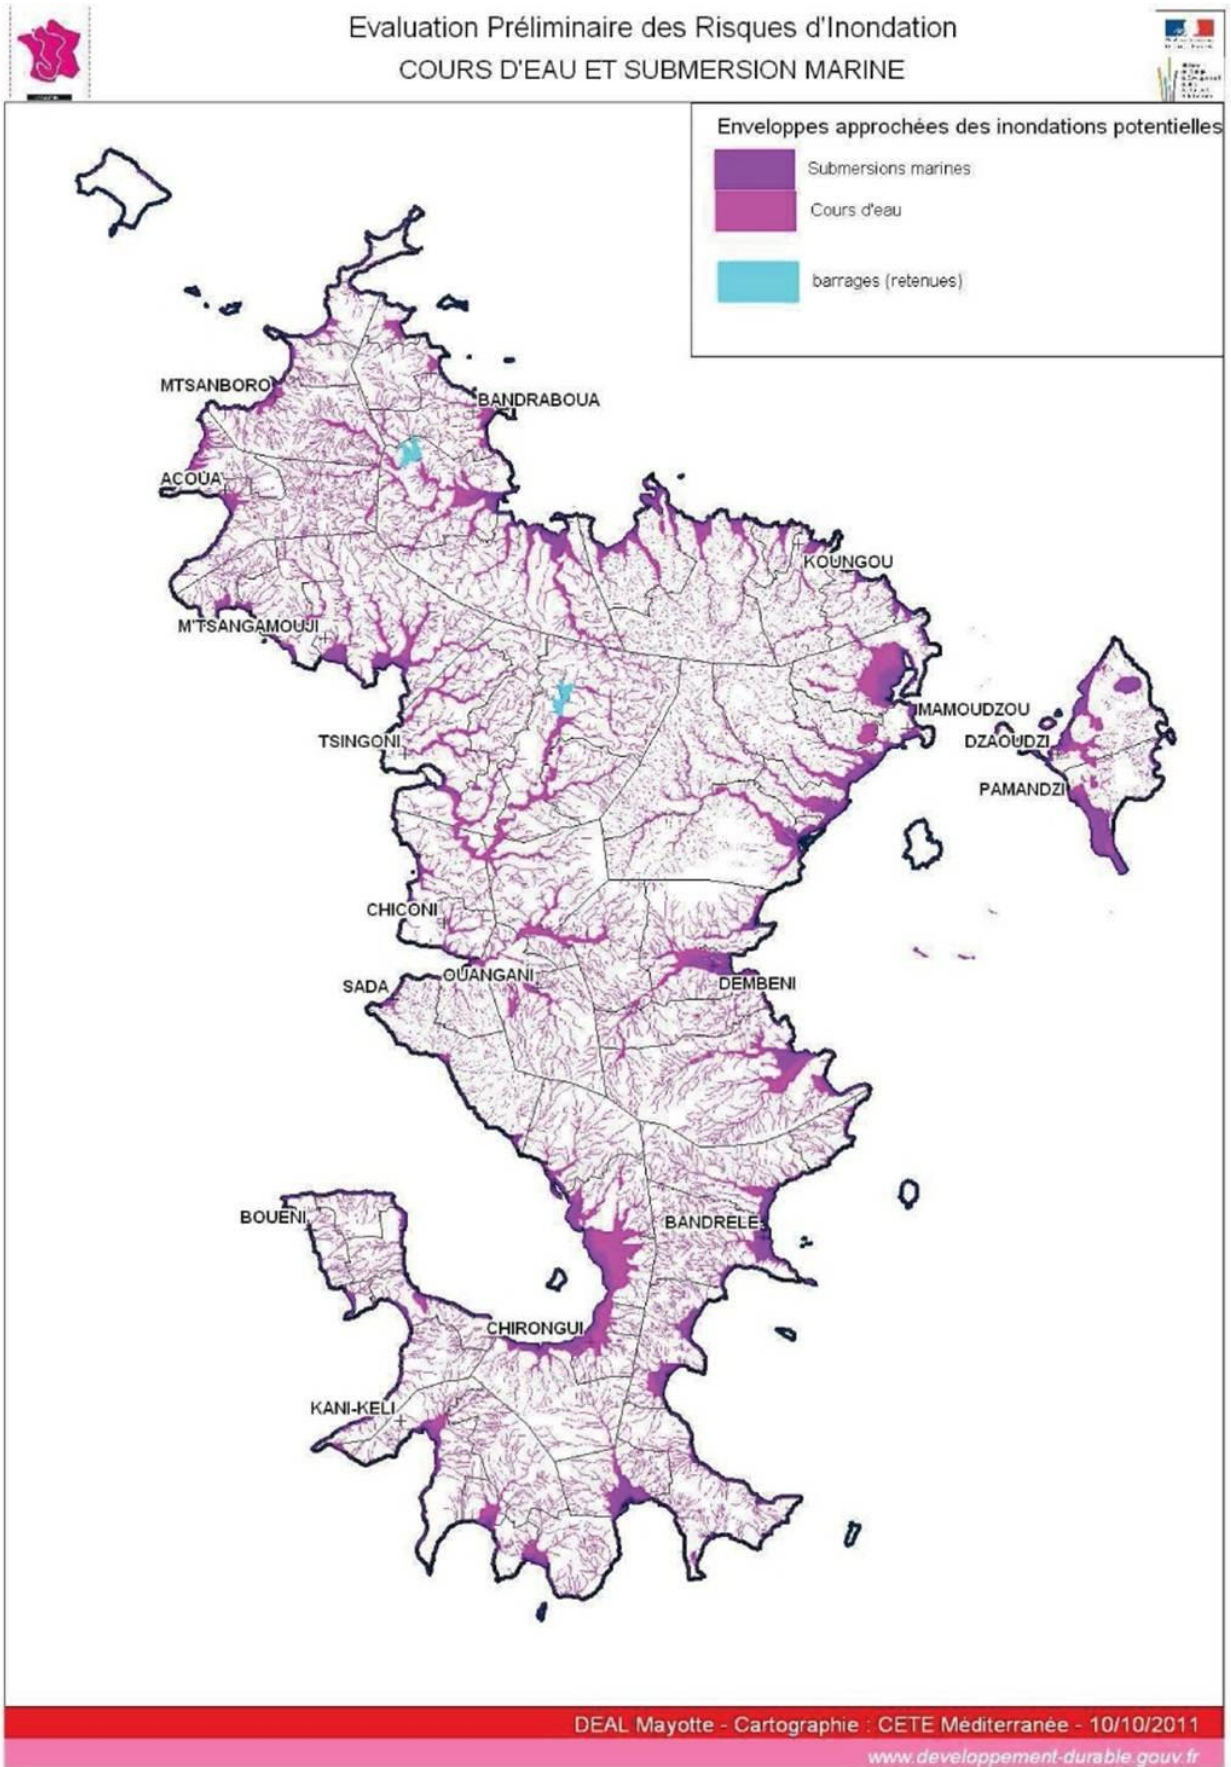 Evaluation Préliminaire des Risques d'Inondation
COURS D'EAU ET SUBMERSION MARINE
Enveloppes approchées des inondations potentielles
Submersions marines
Cours d'eau
barrages (retenues)
MTSANBORO
BANDRABOUA
ACOUA
KOUNGOU
M'TSANGAMOUJI
MAMOUDZOU
TSINGONI
DZAOUDZI
PAMANDZI
CHICONI
OUANGANI
SADA
DEMBENI
BOUENI
BANDRELE
CHIRONGUI
KANI-KELI
DEAL Mayotte - Cartographie : CETE Méditerranée - 10/10/2011
www.developpement-durable.gouv.fr